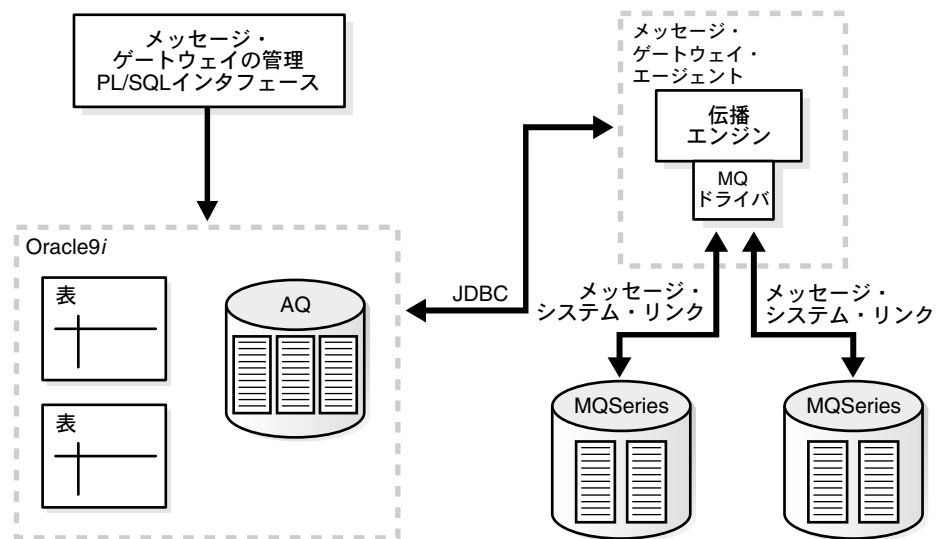 メッセージ・
ゲートウェイの管理
PL/SQLインタフェース
メッセージ・
ゲートウェイ・
エージェント
伝播
エンジン
MQ
ドライバ
Oracle9i
表
表
AQ
JDBC
メッセージ・
システム・リンク
メッセージ・
システム・リンク
MQSeries
MQSeries